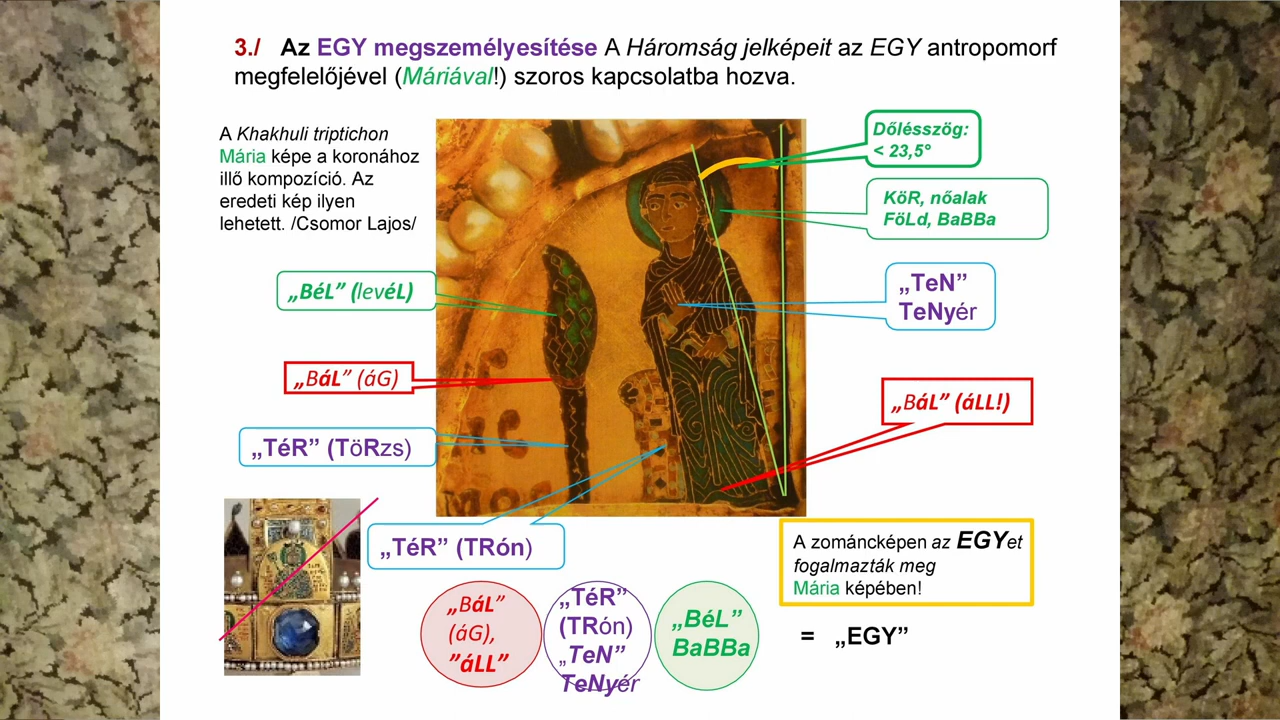 3./ Az EGY megszemélyesítése A Háromság jelképeit az EGY antropomorf
megfelelőjével (Máriával!) szoros kapcsolatba hozva.
A Khakhuli triptichon
Mária képe a koronához
illő kompozíció. Az
eredeti kép ilyen
lehetett. /Csomor Lajos/
Dőlésszög:
< 23,5°
KöR, nőalak
FöLd, BaBBa
„BéL” (levéL)
„TeN”
TeNyér
„BáL” (áG)
„BáL” (áLL!)
„TéR” (TöRzs)
„TéR” (TRón)
A zománcképen az EGYet
fogalmazták meg
Mária képében!
„BáL”
(áG),
”áLL”
„TéR”
(TRón)
„TeN”
TeNyér
„BéL”
BaBBa
= „EGY”